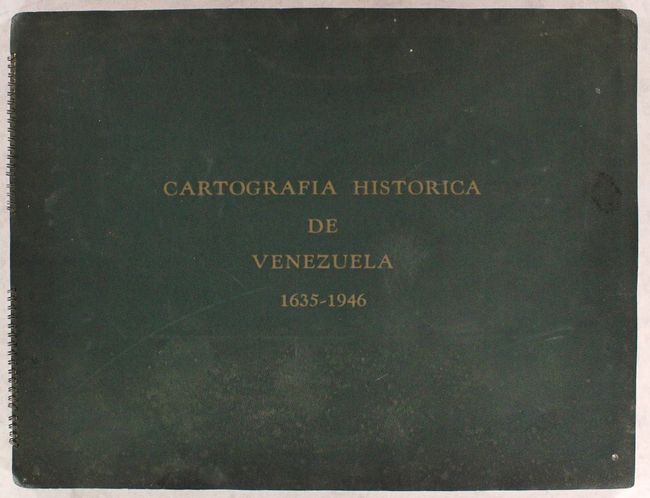 CARTOGRAFIA HISTORICA
DE
VENEZUELA
1635-1946